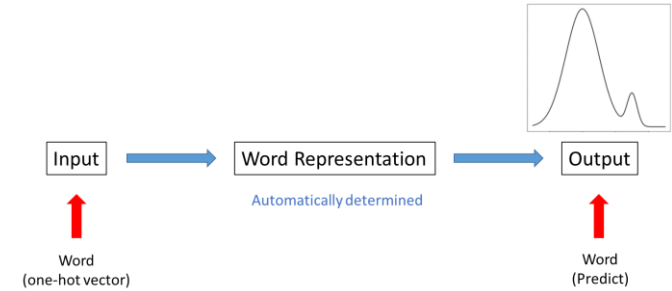 Input
Word Representation
Output
Automatically determined
Word
(one-hot vector)
Word
(Predict)